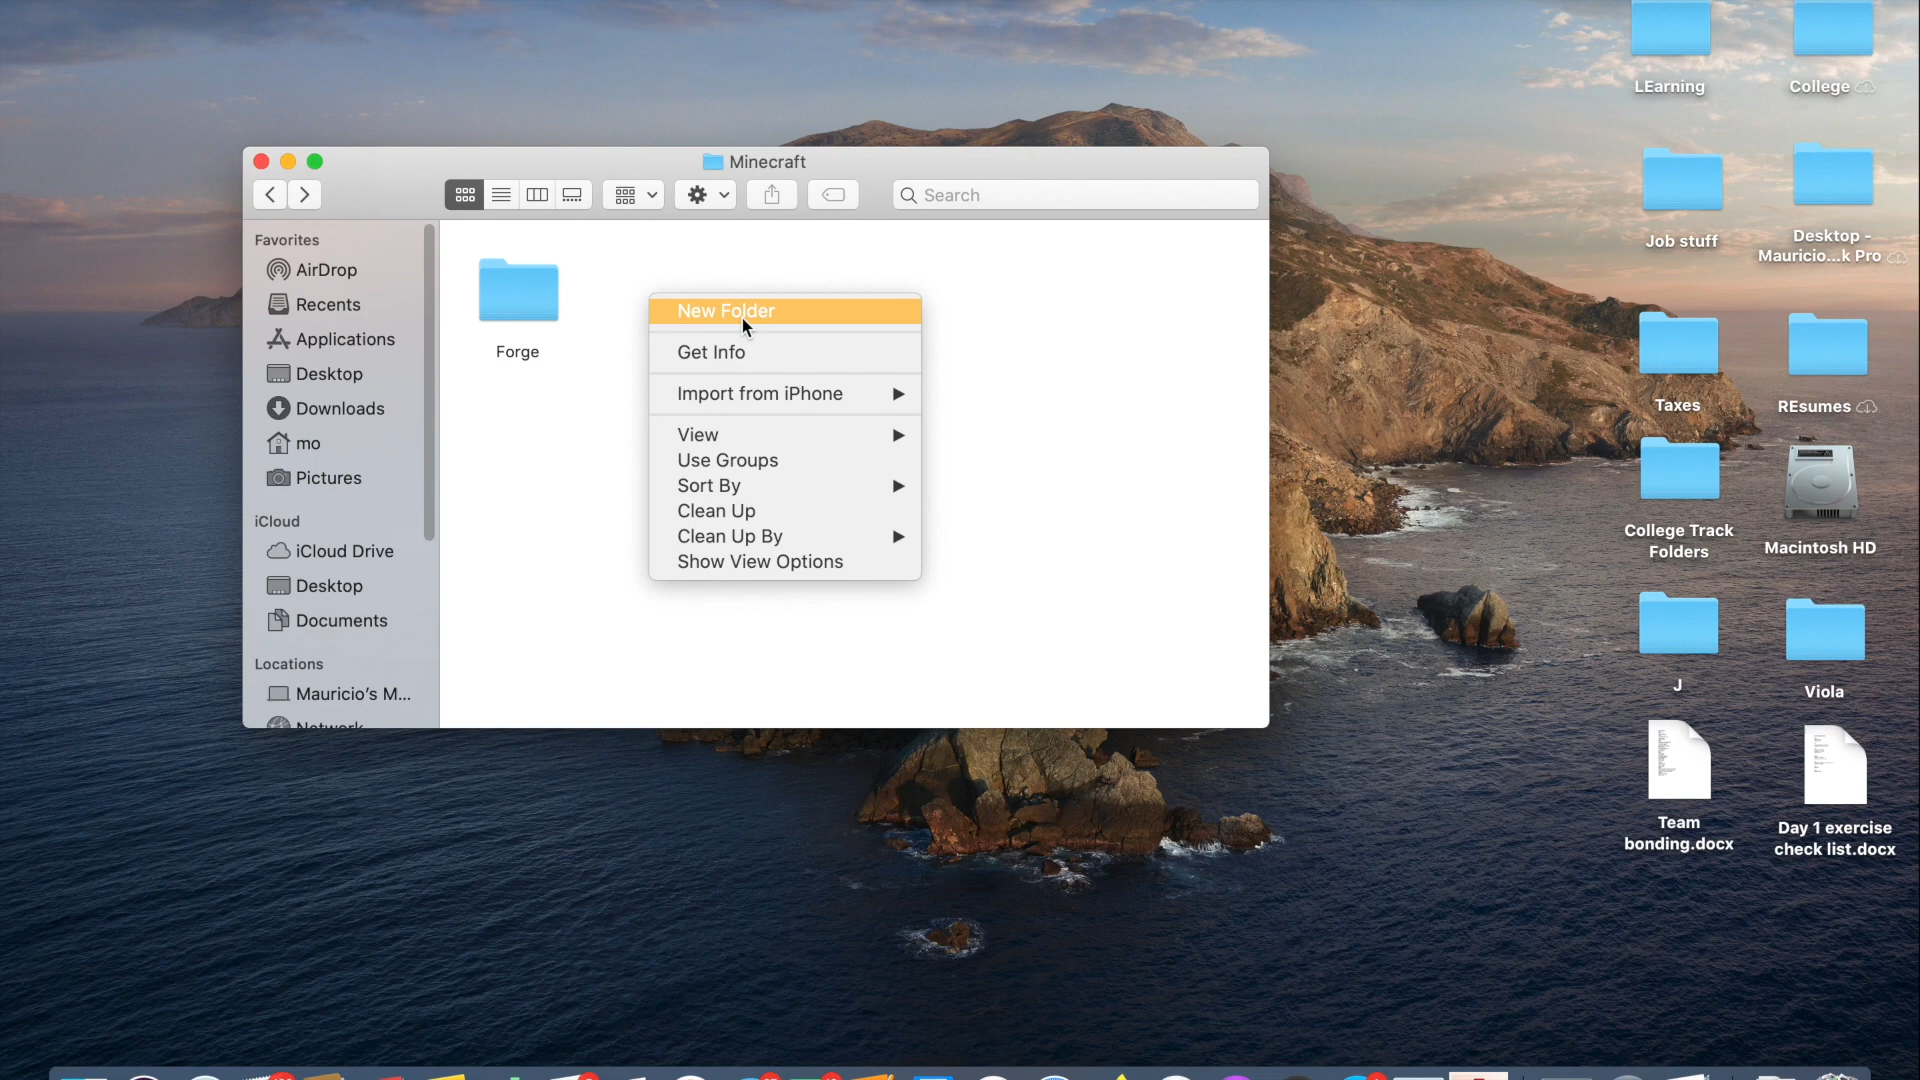 LEarning
College
Minecraft
Search
Favorites
AirDrop
Recents
Applications
Desktop
Downloads
mo
Pictures
iCloud
iCloud Drive
Desktop
Documents
Locations
Mauricio's M...
Network
Forge
New Folder
Get Info
Import from iPhone
View
Use Groups
Sort By
Clean Up
Clean Up By
Show View Options
Job stuff
Desktop -
Mauricio...k Pro
Taxes
REsumes
College Track
Folders
Macintosh HD
J
Viola
Team
bonding.docx
Day 1 exercise
check list.docx